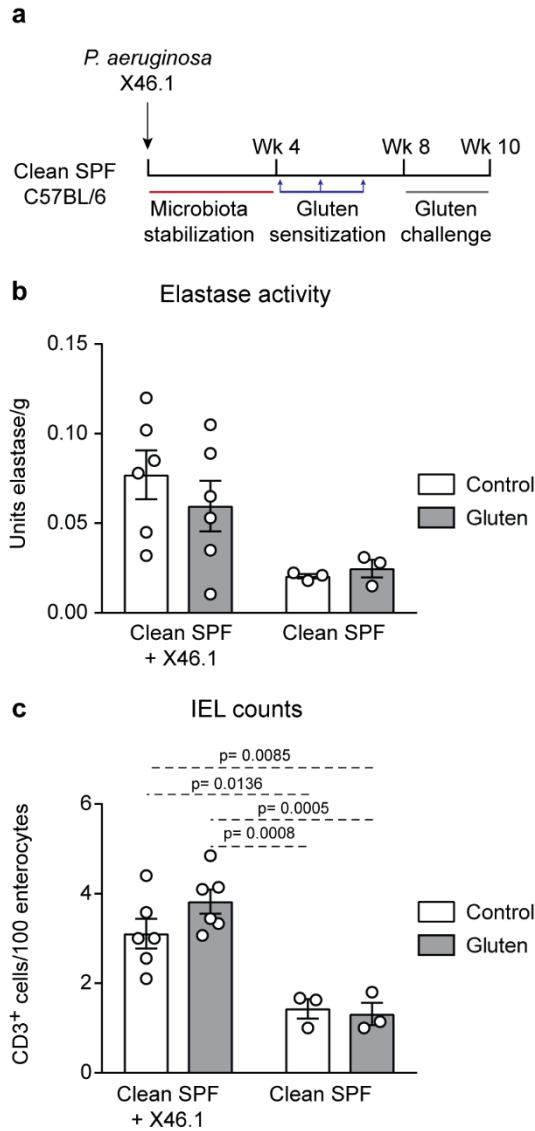 a
P. aeruginosa
X46.1
Wk 4
Wk 8
Wk 10
Clean SPF
C57BL/6
Microbiota
stabilization
Gluten
sensitization
Gluten
challenge
b
Elastase activity
Units elastase/g
0.15
0.10
0.05
0.00
Control
Gluten
Clean SPF
+ X46.1
Clean SPF
c
IEL counts
p= 0.0085
p= 0.0136
p= 0.0005
p= 0.0008
CD3+ cells/100 enterocytes
6
4
2
0
Control
Gluten
Clean SPF
+ X46.1
Clean SPF